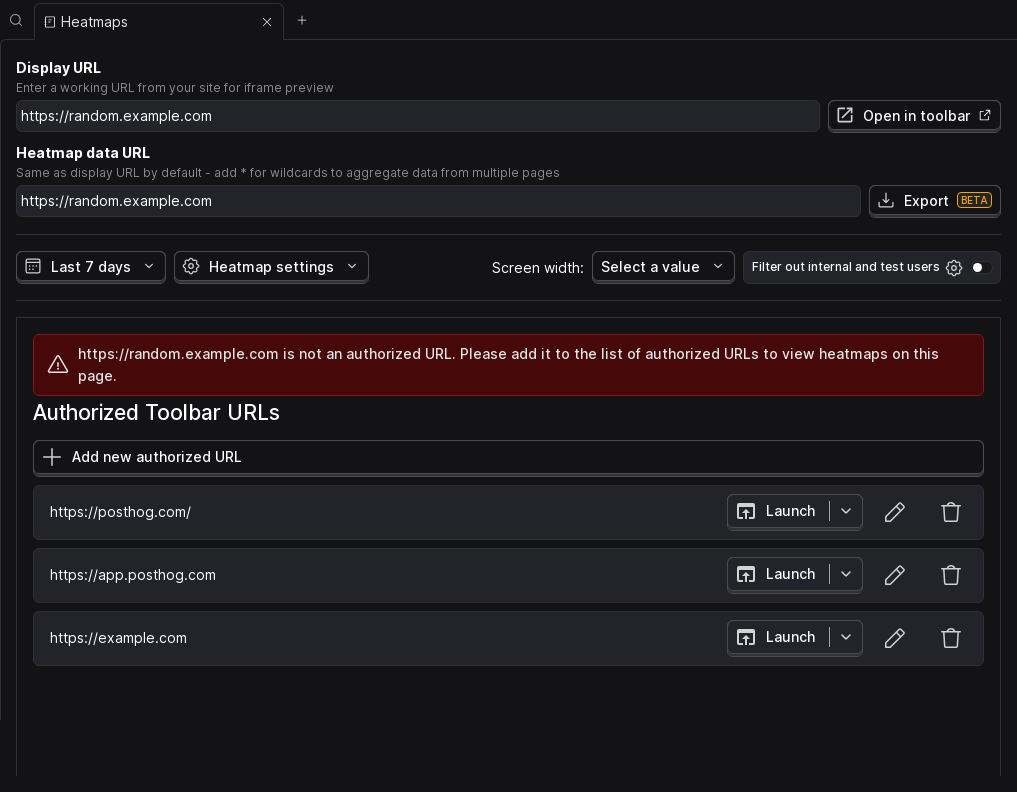 Heatmaps
Display URL
Enter a working URL from your site for iframe preview
https://random.example.com
Open in toolbar
Heatmap data URL
Same as display URL by default - add * for wildcards to aggregate data from multiple pages
https://random.example.com
Export BETA
Last 7 days
Heatmap settings
Screen width:
Select a value
Filter out internal and test users
https://random.example.com is not an authorized URL. Please add it to the list of authorized URLs to view heatmaps on this
page.
Authorized Toolbar URLs
Add new authorized URL
https://posthog.com/
Launch
https://app.posthog.com
Launch
https://example.com
Launch